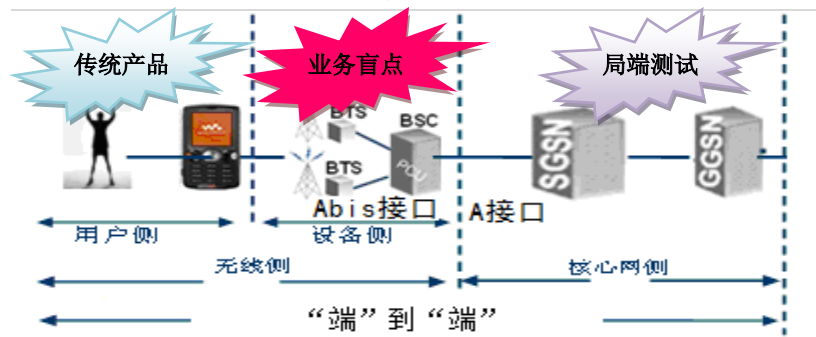 传统产品
业务盲点
局端测试
BTS
BSC
BTS
PCU
SGSN
GGSN
Abis接口
A接口
用户侧
设备侧
无线侧
核心网侧
“端”到“端”